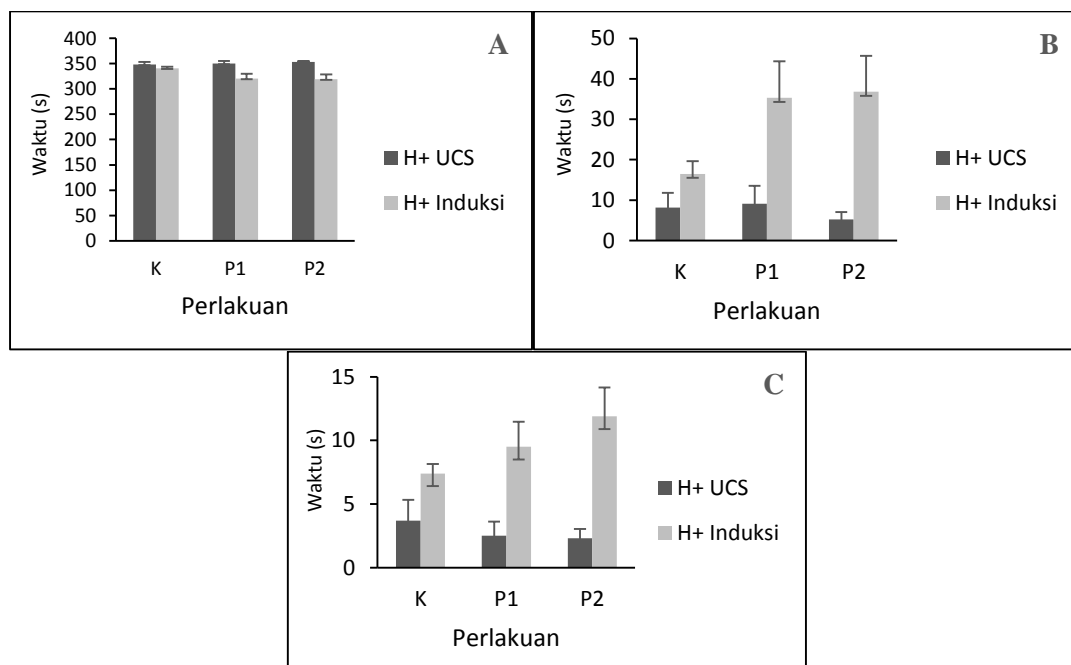 A
400
350
300
250
200
150
100
50
0
Waktu (s)
K P1 P2
Perlakuan
H+ UCS
H+ Induksi
B
50
40
30
20
10
0
Waktu (s)
K P1 P2
Perlakuan
H+ UCS
H+ Induksi
C
15
10
5
0
Waktu (s)
K P1 P2
Perlakuan
H+ UCS
H+ Induksi